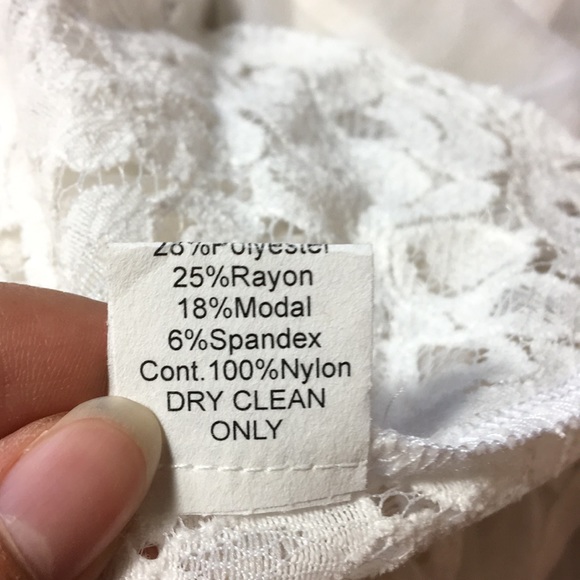 28%Polyester
25%Rayon
18%Modal
6%Spandex
Cont.100%Nylon
DRY CLEAN
ONLY